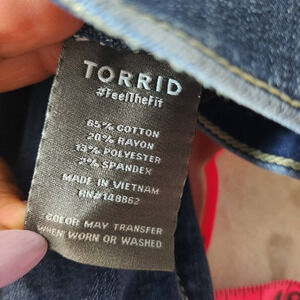 TORRID
#FeelTheFit
65% COTTON
20% RAYON
13% POLYESTER
2% SPANDEX
MADE IN VIETNAM
RN#148862
COLOR MAY TRANSFER
WHEN WORN OR WASHED